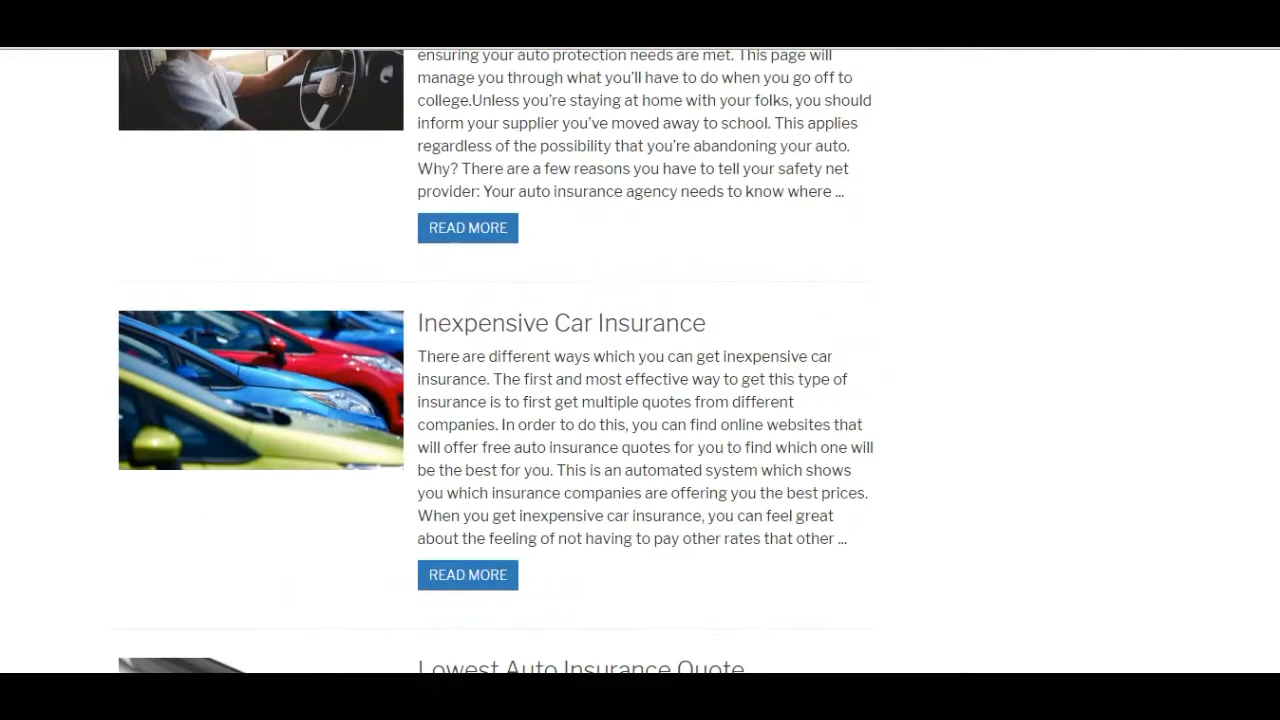 ensuring your auto protection needs are met. This page will
manage you through what you'll have to do when you go off to
college.Unless you're staying at home with your folks, you should
inform your supplier you've moved away to school. This applies
regardless of the possibility that you're abandoning your auto.
Why? There are a few reasons you have to tell your safety net
provider: Your auto insurance agency needs to know where ...
READ MORE
Inexpensive Car Insurance
There are different ways which you can get inexpensive car
insurance. The first and most effective way to get this type of
insurance is to first get multiple quotes from different
companies. In order to do this, you can find online websites that
will offer free auto insurance quotes for you to find which one will
be the best for you. This is an automated system which shows
you which insurance companies are offering you the best prices.
When you get inexpensive car insurance, you can feel great
about the feeling of not having to pay other rates that other ...
READ MORE
Lowest Auto Insurance Quote